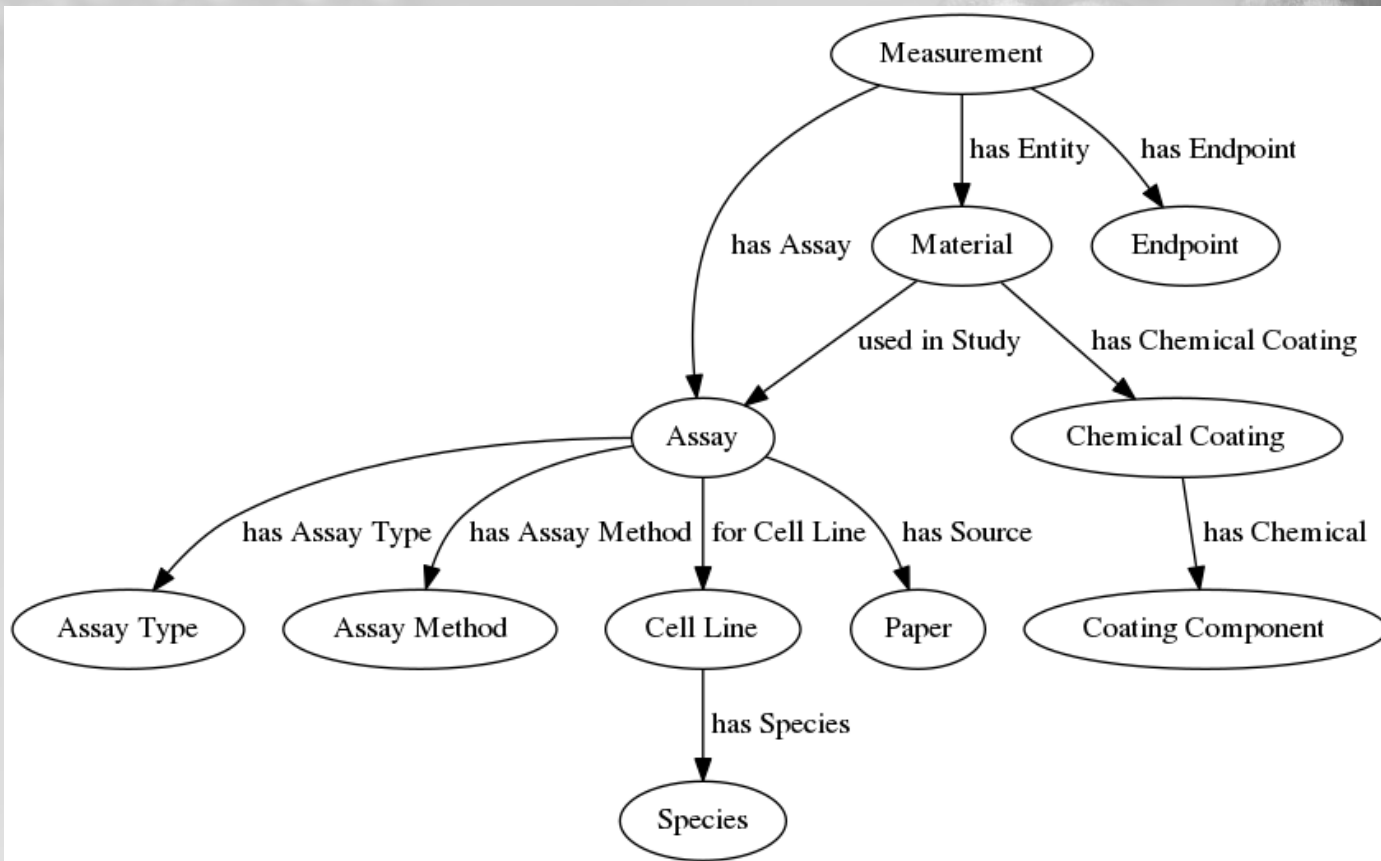 Measurement
has Entity
has Endpoint
has Assay
Material
Endpoint
used in Study
has Chemical Coating
Assay
Chemical Coating
has Assay Type
has Assay Method
for Cell Line
has Source
has Chemical
Assay Type
Assay Method
Cell Line
Paper
Coating Component
has Species
Species